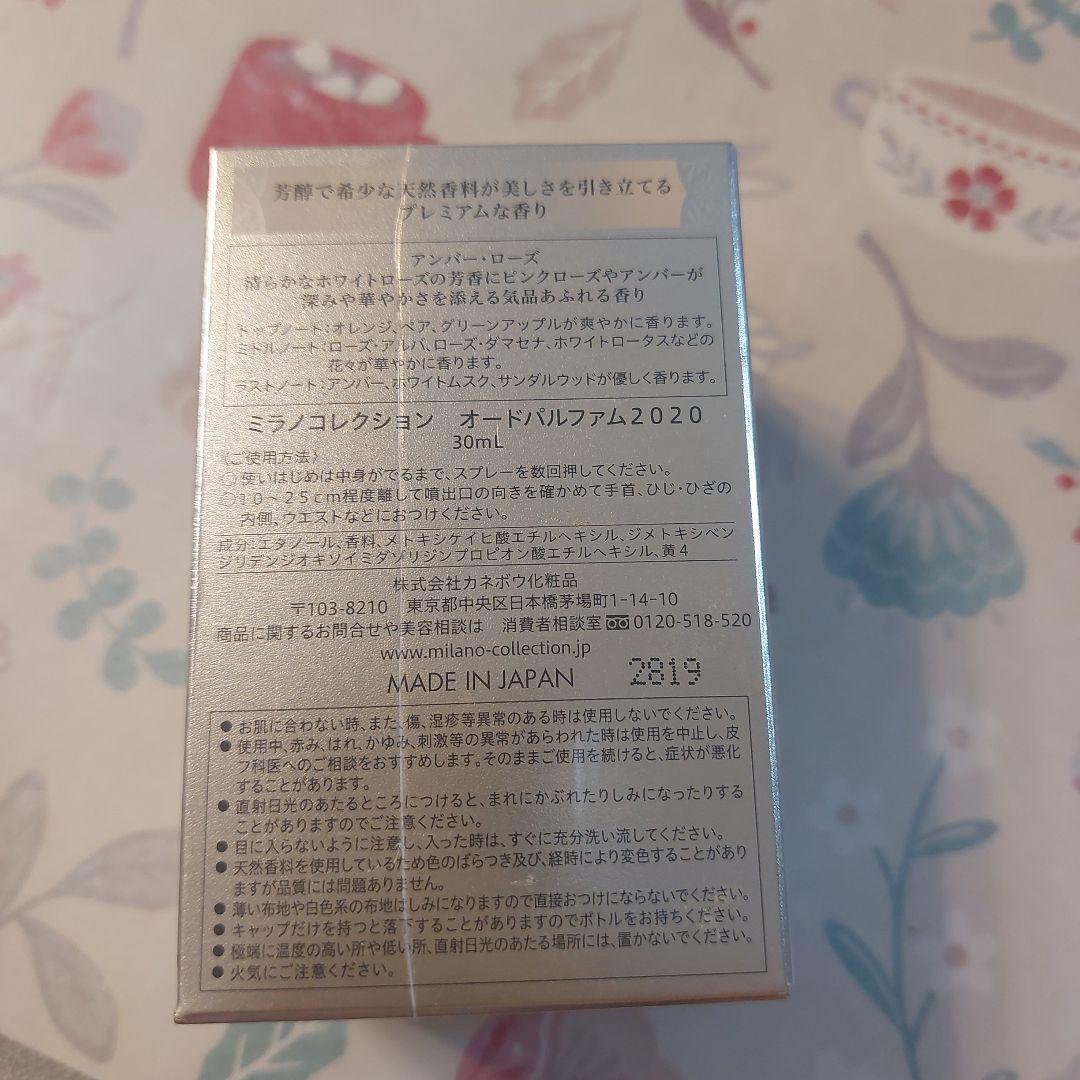 芳醇で希少な天然香料が美しさを引き立てる
プレミアムな香り
アンバー・ローズ
清らかなホワイトローズの芳香にピンクローズやアンバーが
深みや華やかさを添える気品あふれる香り
トップノート：オレンジ、ペア、グリーンアップルが爽やかに香ります。
ミドルノート：ローズ・アルバ、ローズ・ダマセナ、ホワイトロータスなどの
花々が華やかに香ります。
ラストノート：アンバー、ホワイトムスク、サンダルウッドが優しく香ります。
ミラノコレクション　オードパルファム2020
30mL
〈ご使用方法〉
○使いはじめは中身がでるまで、スプレーを数回押してください。
○10～25cm程度離して噴出口の向きを確かめて手首、ひじ・ひざの
内側、ウエストなどにおつけください。
成分：エタノール、香料、メトキシケイヒ酸エチルヘキシル、ジメトキシベン
ジリデンジオキソイミダゾリジンプロピオン酸エチルヘキシル、黄4
株式会社カネボウ化粧品
〒103-8210　東京都中央区日本橋茅場町1-14-10
商品に関するお問合せや美容相談は　消費者相談室 0120-518-520
www.milano-collection.jp
MADE IN JAPAN 2819
●お肌に合わない時、また、傷、湿疹等異常のある時は使用しないでください。
●使用中、赤み、はれ、かゆみ、刺激等の異常があらわれた時は使用を中止し、皮
フ科医へのご相談をおすすめします。そのままご使用を続けると、症状が悪化
することがあります。
●直射日光のあたるところにつけると、まれにかぶれたりしみになったりする
ことがありますのでご注意ください。
●目に入らないように注意し、入った時は、すぐに充分洗い流してください。
●天然香料を使用しているため色のばらつき及び、経時により変色することがあり
ますが品質には問題ありません。
●薄い布地や白色系の布地はしみになりますので直接おつけにならないでください。
●キャップだけを持つと落下することがありますのでボトルをお持ちください。
●極端に温度の高い所や低い所、直射日光のあたる場所には、置かないでください。
●火気にご注意ください。